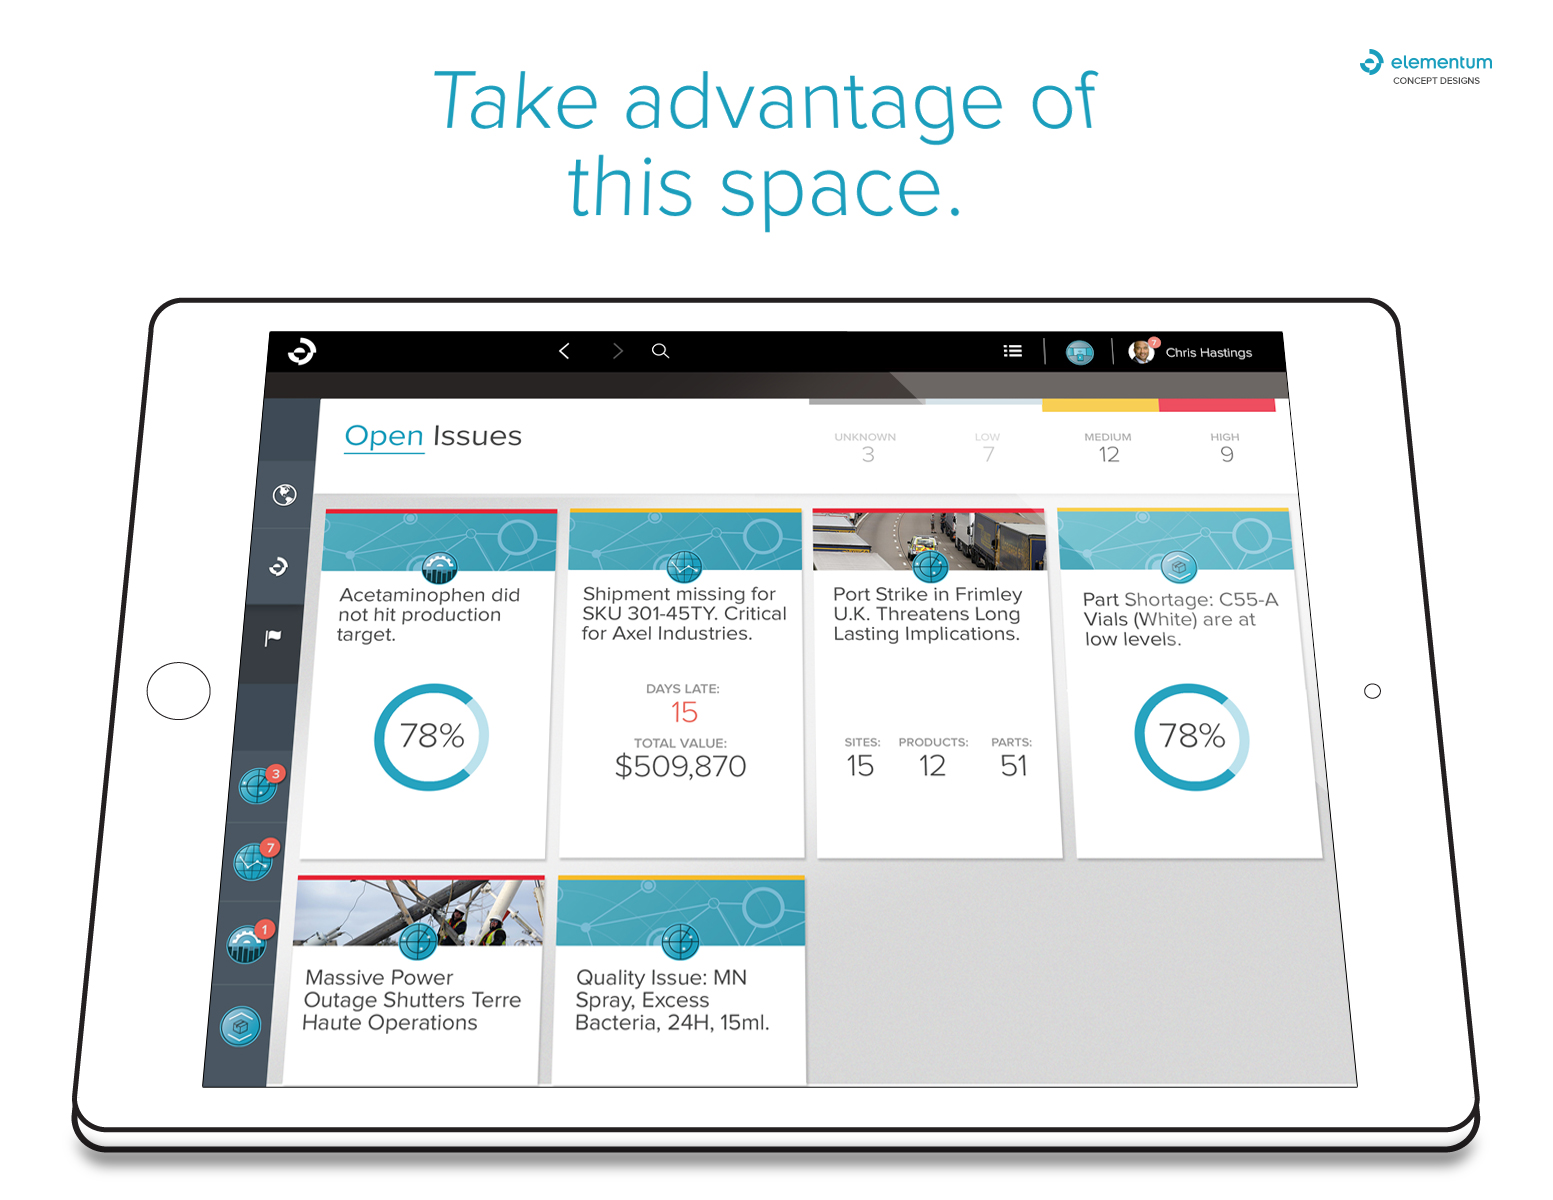 elementum
CONCEPT DESIGNS
Take advantage of
this space.
7
Chris Hastings
Open Issues
UNKNOWN
3
LOW
7
MEDIUM
12
HIGH
9
Acetaminophen did
not hit production
target.
78%
Shipment missing for
SKU 301-45TY. Critical
for Axel Industries.
DAYS LATE:
15
TOTAL VALUE:
$509,870
Port Strike in Frimley
U.K. Threatens Long
Lasting Implications.
SITES:
15
PRODUCTS:
12
PARTS:
51
Part Shortage: C55-A
Vials (White) are at
low levels.
78%
3
7
1
Massive Power
Outage Shutters Terre
Haute Operations
Quality Issue: MN
Spray, Excess
Bacteria, 24H, 15ml.